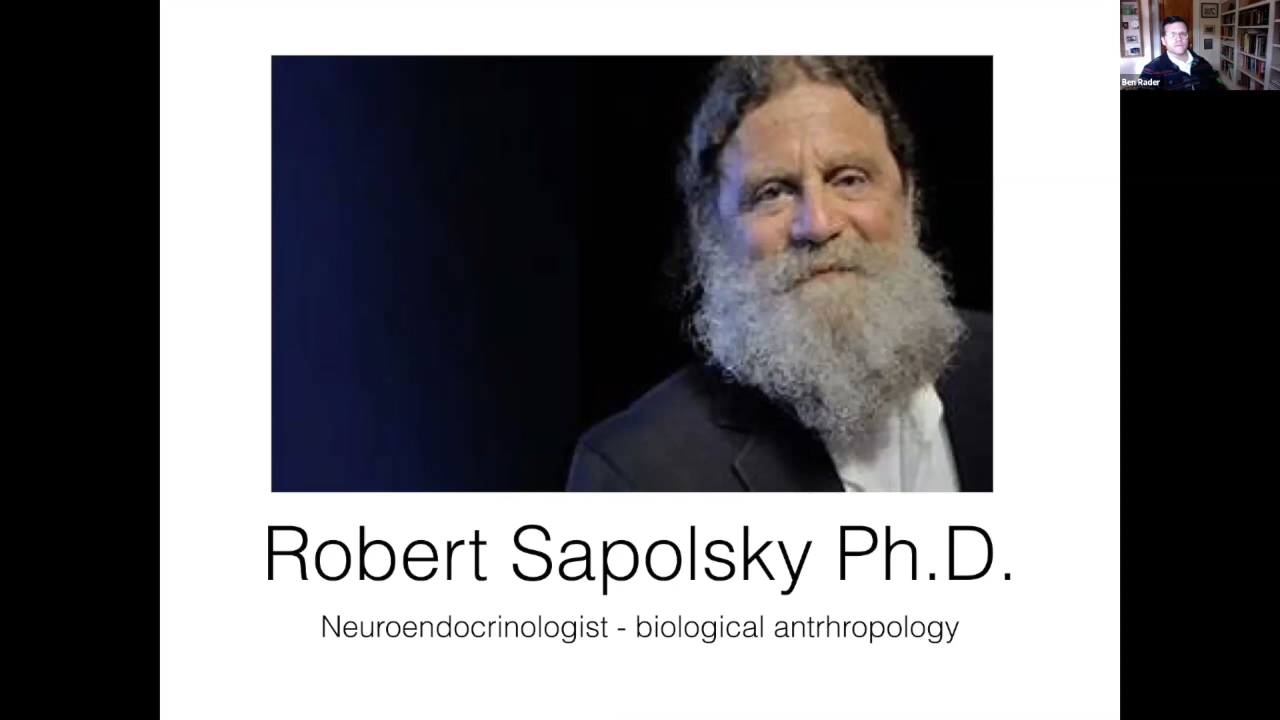 Ben Rader
Robert Sapolsky Ph.D.
Neuroendocrinologist - biological antrhropology